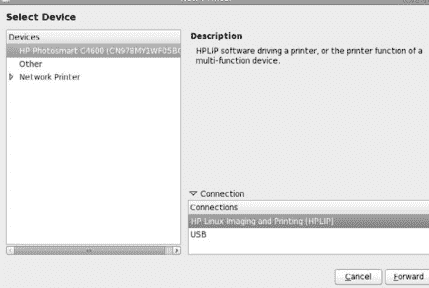 Select Device
Devices
HP Photosmart C4600
Other
Network Printer
Description
HPLIP software driving a printer, or the printer function of a
multi-function device.
Connection
Connections
HP Linux Imaging and Printing (HPLIP)
USB
Cancel
Forward